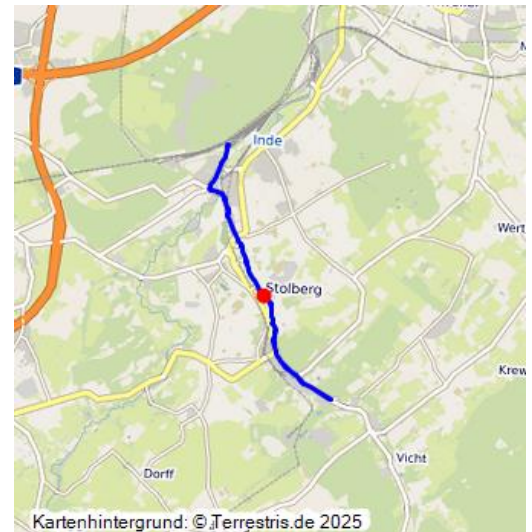 Inde
Stolberg
Wert
Krew
Vicht
Dorff
Kartenhintergrund: © Terrestris.de 2025